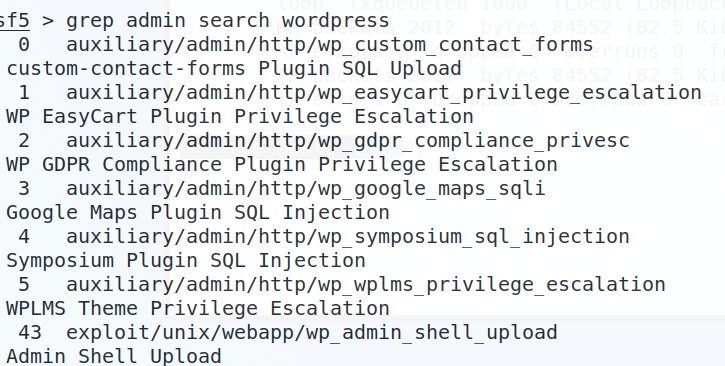 sf5 > grep admin search wordpress
0 auxiliary/admin/http/wp_custom_contact_forms
custom-contact-forms Plugin SQL Upload
1 auxiliary/admin/http/wp_easycart_privilege_escalation
WP EasyCart Plugin Privilege Escalation
2 auxiliary/admin/http/wp_gdpr_compliance_privesc
WP GDPR Compliance Plugin Privilege Escalation
3 auxiliary/admin/http/wp_google_maps_sqli
Google Maps Plugin SQL Injection
4 auxiliary/admin/http/wp_symposium_sql_injection
Symposium Plugin SQL Injection
5 auxiliary/admin/http/wp_wplms_privilege_escalation
WPLMS Theme Privilege Escalation
43 exploit/unix/webapp/wp_admin_shell_upload
Admin Shell Upload